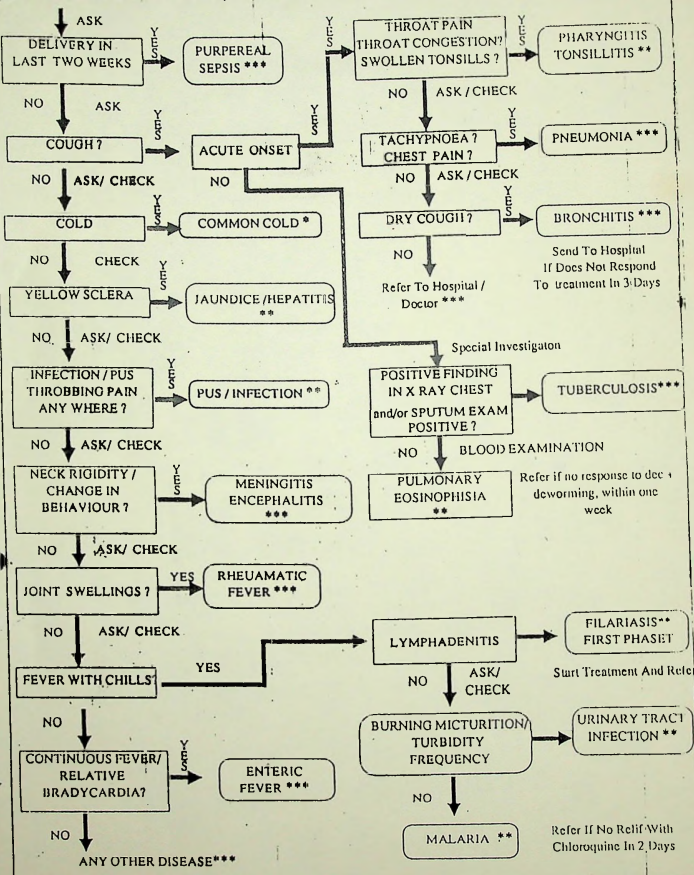 ASK
DELIVERY IN
LAST TWO WEEKS
YES
PURPEREAL
SEPSIS ***
NO
ASK
COUGH ?
YES
ACUTE ONSET
YES
NO
THROAT PAIN
THROAT CONGESTION?
SWOLLEN TONSILLS ?
YES
PHARYNGITIS
TONSILLITIS **
NO
ASK / CHECK
TACHYPNOEA ?
CHEST PAIN ?
YES
PNEUMONIA ***
NO
ASK / CHECK
DRY COUGH ?
YES
BRONCHITIS ***
NO
Send To Hospital
If Does Not Respond
To treatment In 3 Days
Refer To Hospital /
Doctor ***
NO
ASK/ CHECK
COLD
YES
COMMON COLD *
NO
CHECK
YELLOW SCLERA
YES
JAUNDICE /HEPATITIS
**
NO
ASK/ CHECK
Special Investigaton
INFECTION / PUS
THROBBING PAIN
ANY WHERE ?
YES
PUS / INFECTION **
POSITIVE FINDING
IN X RAY CHEST
and/or SPUTUM EXAM
POSITIVE ?
TUBERCULOSIS***
NO
BLOOD EXAMINATION
PULMONARY
EOSINOPHISIA
**
Refer if no response to
deworming, within one
week
NO
ASK/CHECK
NECK RIGIDITY /
CHANGE IN
BEHAVIOUR ?
YES
MENINGITIS
ENCEPHALITIS
***
NO
ASK/ CHECK
JOINT SWELLINGS ?
YES
RHEUAMATIC
FEVER ***
NO
ASK/ CHECK
FEVER WITH CHILLS
YES
LYMPHADENITIS
FILARIASIS**
FIRST PHASET
Start Treatment And Refer
NO
ASK/
CHECK
BURNING MICTURITION/
TURBIDITY
FREQUENCY
URINARY TRACT
INFECTION **
NO
MALARIA **
Refer If No Relif With
Chloroquine In 2 Days
NO
CONTINUOUS FEVER/
RELATIVE
BRADYCARDIA?
YES
ENTERIC
FEVER ***
NO
ANY OTHER DISEASE***